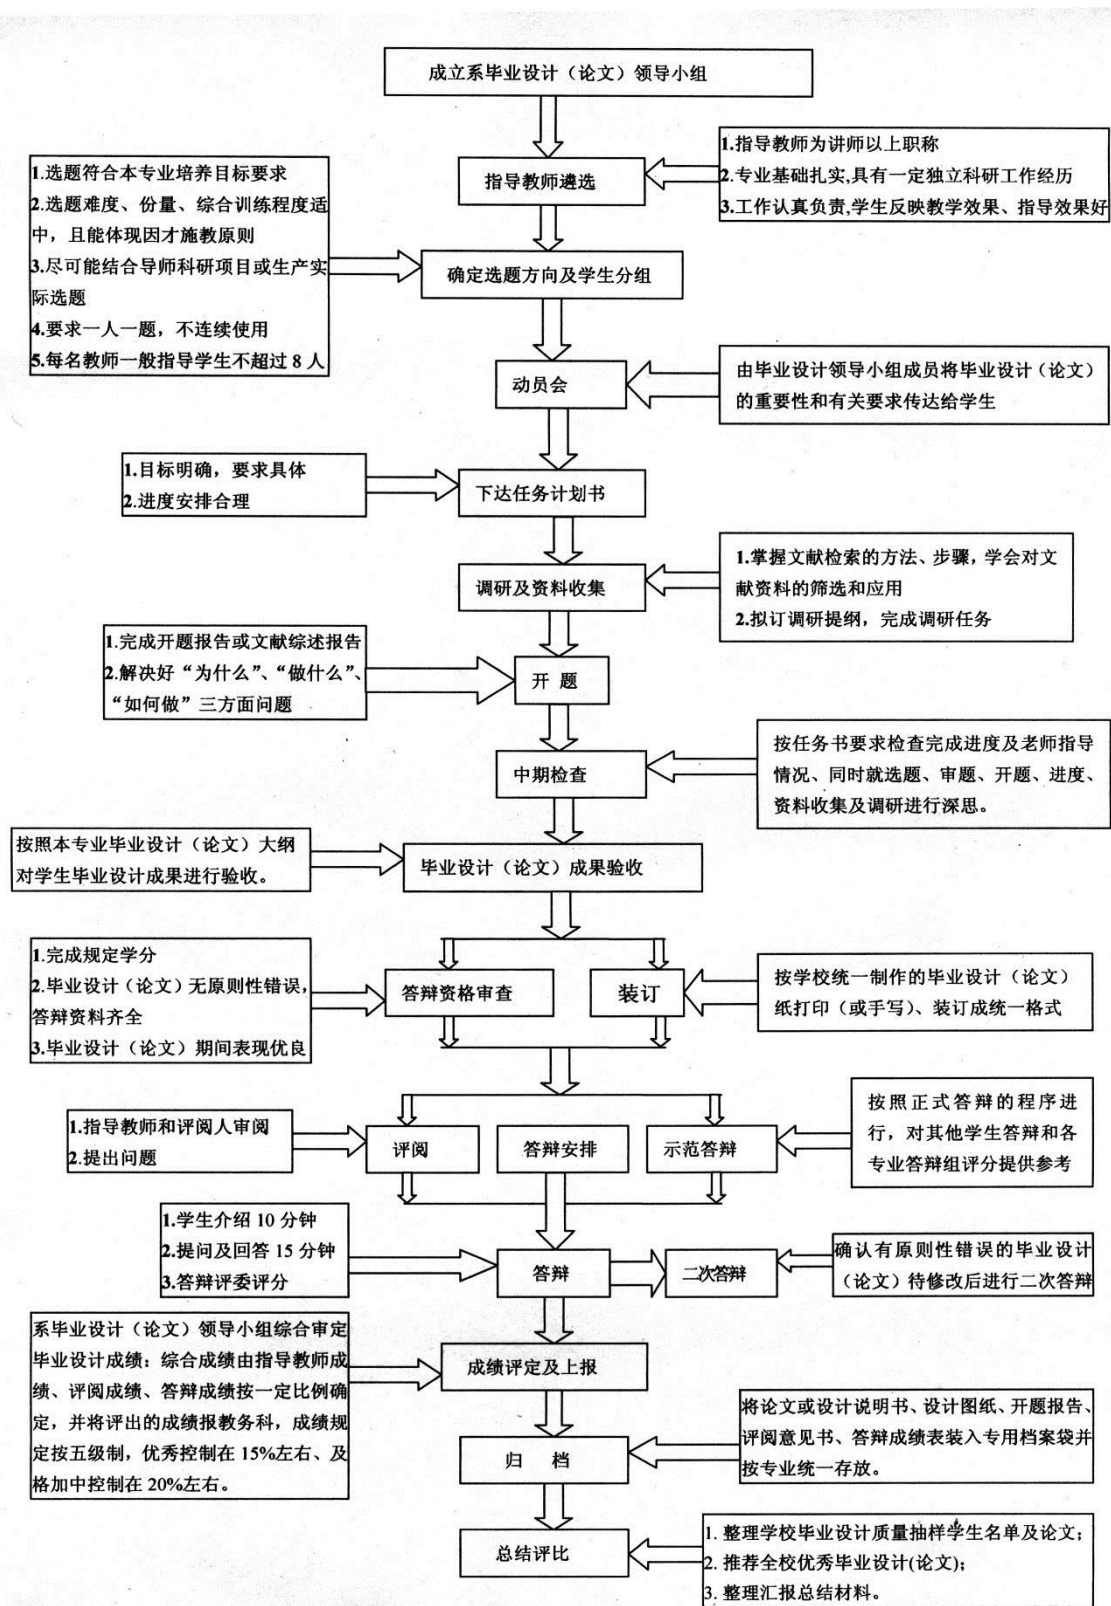 成立系毕业设计（论文）领导小组
指导教师遴选
1.指导教师为讲师以上职称
2.专业基础扎实,具有一定独立科研工作经历
3.工作认真负责,学生反映教学效果、指导效果好
1.选题符合本专业培养目标要求
2.选题难度、份量、综合训练程度适
中，且能体现因才施教原则
3.尽可能结合导师科研项目或生产实
际选题
4.要求一人一题，不连续使用
5.每名教师一般指导学生不超过 8 人
确定选题方向及学生分组
动员会
由毕业设计领导小组成员将毕业设计（论文）
的重要性和有关要求传达给学生
1.目标明确，要求具体
2.进度安排合理
下达任务计划书
调研及资料收集
1.掌握文献检索的方法、步骤，学会对文
献资料的筛选和应用
2.拟订调研提纲，完成调研任务
1.完成开题报告或文献综述报告
2.解决好“为什么”、“做什么”、
“如何做”三方面问题
开 题
中期检查
按任务书要求检查完成进度及老师指导
情况、同时就选题、审题、开题、进度、
资料收集及调研进行深思。
按照本专业毕业设计（论文）大纲
对学生毕业设计成果进行验收。
毕业设计（论文）成果验收
1.完成规定学分
2.毕业设计（论文）无原则性错误，
答辩资料齐全
3.毕业设计（论文）期间表现优良
答辩资格审查
装订
按学校统一制作的毕业设计（论文）
纸打印（或手写）、装订成统一格式
1.指导教师和评阅人审阅
2.提出问题
评阅
答辩安排
示范答辩
按照正式答辩的程序进
行，对其他学生答辩和各
专业答辩组评分提供参考
1.学生介绍 10 分钟
2.提问及回答 15 分钟
3.答辩评委评分
答辩
二次答辩
确认有原则性错误的毕业设计
（论文）待修改后进行二次答辩
系毕业设计（论文）领导小组综合审定
毕业设计成绩：综合成绩由指导教师成
绩、评阅成绩、答辩成绩按一定比例确
定，并将评出的成绩报教务科，成绩规
定按五级制，优秀控制在 15%左右、及
格加中控制在 20%左右。
成绩评定及上报
归 档
将论文或设计说明书、设计图纸、开题报告、
评阅意见书、答辩成绩表装入专用档案袋并
按专业统一存放。
总结评比
1. 整理学校毕业设计质量抽样学生名单及论文；
2. 推荐全校优秀毕业设计(论文)；
3. 整理汇报总结材料。